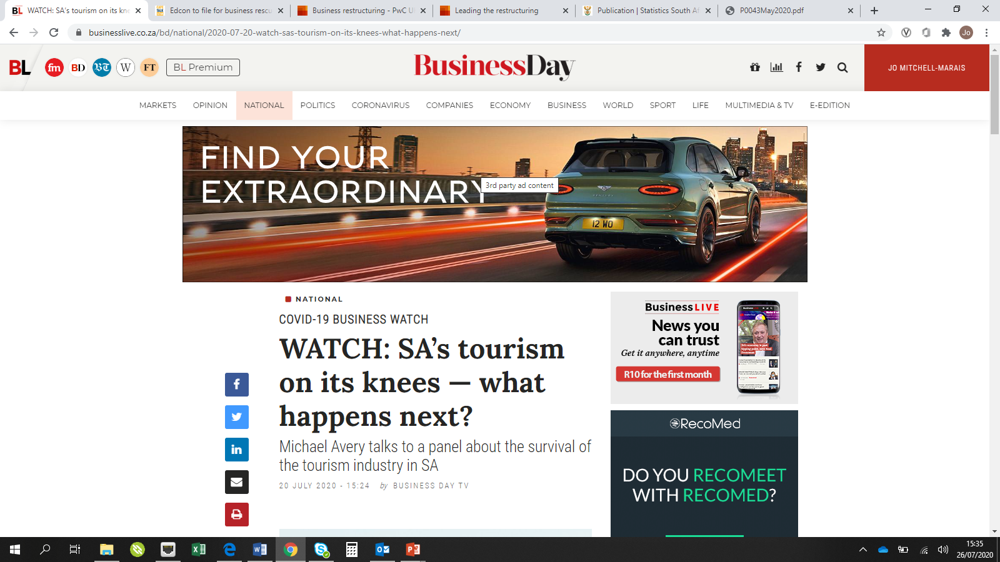 WATCH: SA's tourism on its kne
Edcon to file for business rescu
Business restructuring - PwC U
Leading the restructuring
Publication | Statistics South Af
P0043May2020.pdf
businesslive.co.za/bd/national/2020-07-20-watch-sas-tourism-on-its-knees-what-happens-next/
Jo
BL
fm
BD
BT
W
FT
BL Premium
BusinessDay
JO MITCHELL-MARAIS
MARKETS
OPINION
NATIONAL
POLITICS
CORONAVIRUS
COMPANIES
ECONOMY
BUSINESS
WORLD
SPORT
LIFE
MULTIMEDIA & TV
E-EDITION
FIND YOUR
EXTRAORDINARY
3rd party ad content
BENTLEY
12 WO
NATIONAL
COVID-19 BUSINESS WATCH
WATCH: SA’s tourism
on its knees — what
happens next?
Michael Avery talks to a panel about the survival of
the tourism industry in SA
20 JULY 2020 - 15:24 by BUSINESS DAY TV
BusinessLIVE
News you
can trust
Get it anywhere, anytime
R10 for the first month
RecoMed
DO YOU RECOMEET
WITH RECOMED?
15:35
26/07/2020